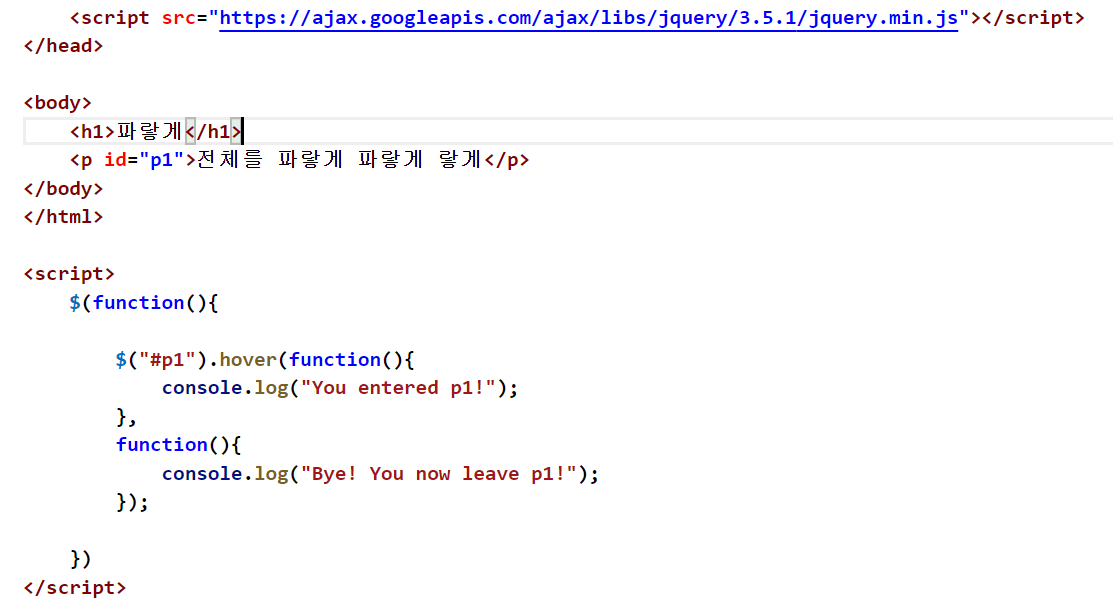 <script src="https://ajax.googleapis.com/ajax/libs/jquery/3.5.1/jquery.min.js"></script>
</head>
<body>
<h1>파랗게</h1>
<p id="p1">전체를 파랗게 파랗게 랗게</p>
</body>
</html>
<script>
$(function(){
$("#p1").hover(function(){
console.log("You entered p1!");
},
function(){
console.log("Bye! You now leave p1!");
});
})
</script>